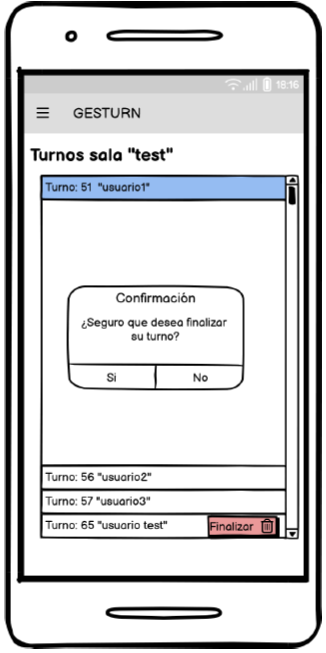 18:16
GESTURN
Turnos sala "test"
Turno: 51 "usuario1"
Confirmación
¿Seguro que desea finalizar
su turno?
Si No
Turno: 56 "usuario2"
Turno: 57 "usuario3"
Turno: 65 "usuario test" Finalizar